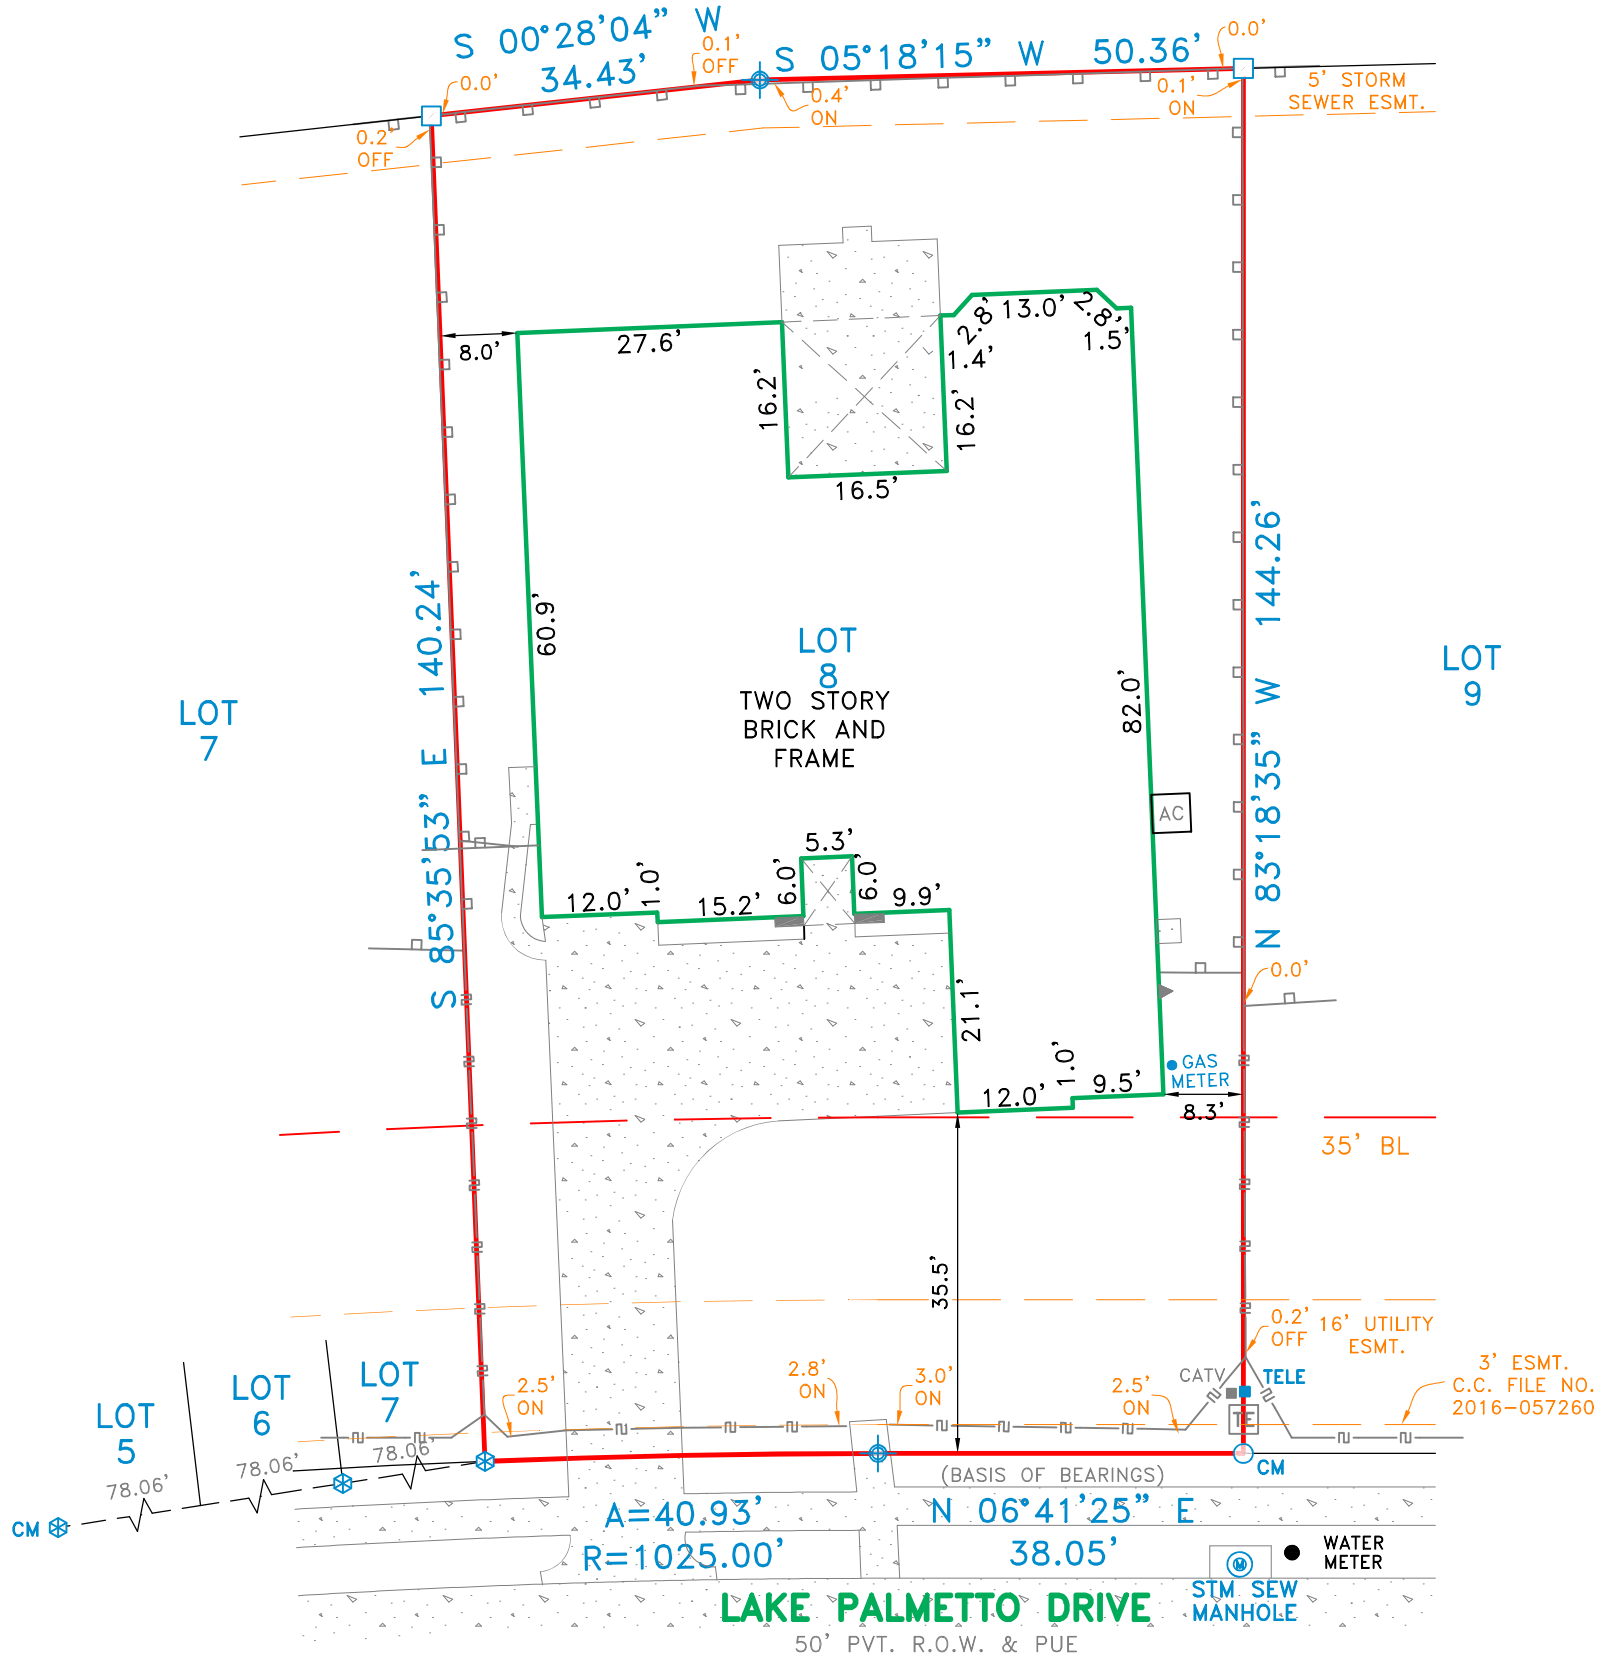 S 00°28'04" W
34.43'
0.1'
OFF
S 05°18'15" W 50.36'
0.0'
0.0'
0.2'
OFF
0.4'
ON
0.1'
ON
5' STORM
SEWER ESMT.
8.0'
27.6'
16.2'
16.5'
16.2'
1.4'
2.8'
13.0'
2.8'
1.5'
S 85°35'53" E 140.24'
60.9'
LOT
7
LOT
8
TWO STORY
BRICK AND
FRAME
82.0'
N 83°18'35" W 144.26'
LOT
9
AC
5.3'
6.0'
6.0'
12.0'
1.0'
15.2'
9.9'
0.0'
21.1'
12.0'
1.0'
9.5'
GAS
METER
8.3'
35' BL
35.5'
0.2'
OFF
16' UTILITY
ESMT.
3' ESMT.
C.C. FILE NO.
2016-057260
CATV
TELE
TE
2.5'
ON
2.8'
ON
3.0'
ON
2.5'
ON
LOT
5
LOT
6
LOT
7
78.06'
78.06'
78.06'
CM
CM
(BASIS OF BEARINGS)
A=40.93'
R=1025.00'
N 06°41'25" E
38.05'
M
WATER
METER
STM SEW
MANHOLE
LAKE PALMETTO DRIVE
50' PVT. R.O.W. & PUE